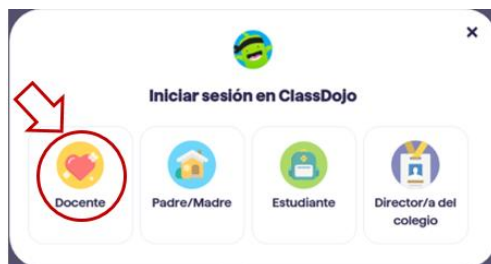 ×
Iniciar sesión en ClassDojo
Docente
Padre/Madre
Estudiante
Director/a del
colegio